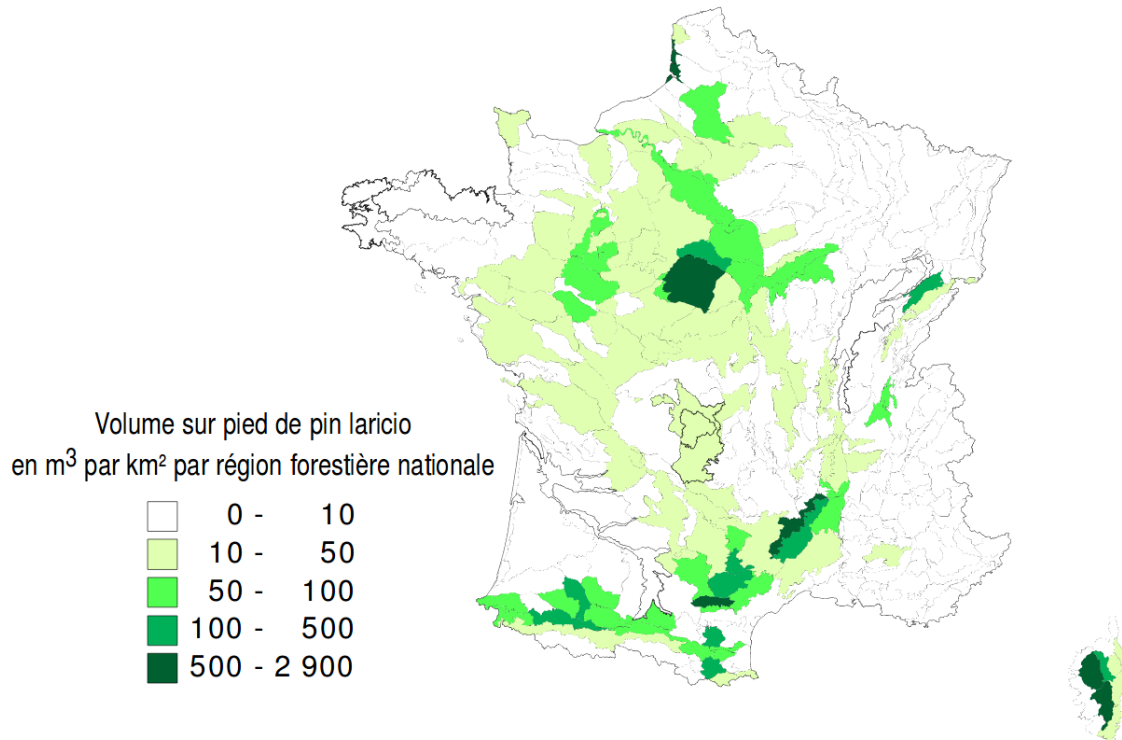 Volume sur pied de pin laricio
en m³ par km² par région forestière nationale
0 - 10
10 - 50
50 - 100
100 - 500
500 - 2 900